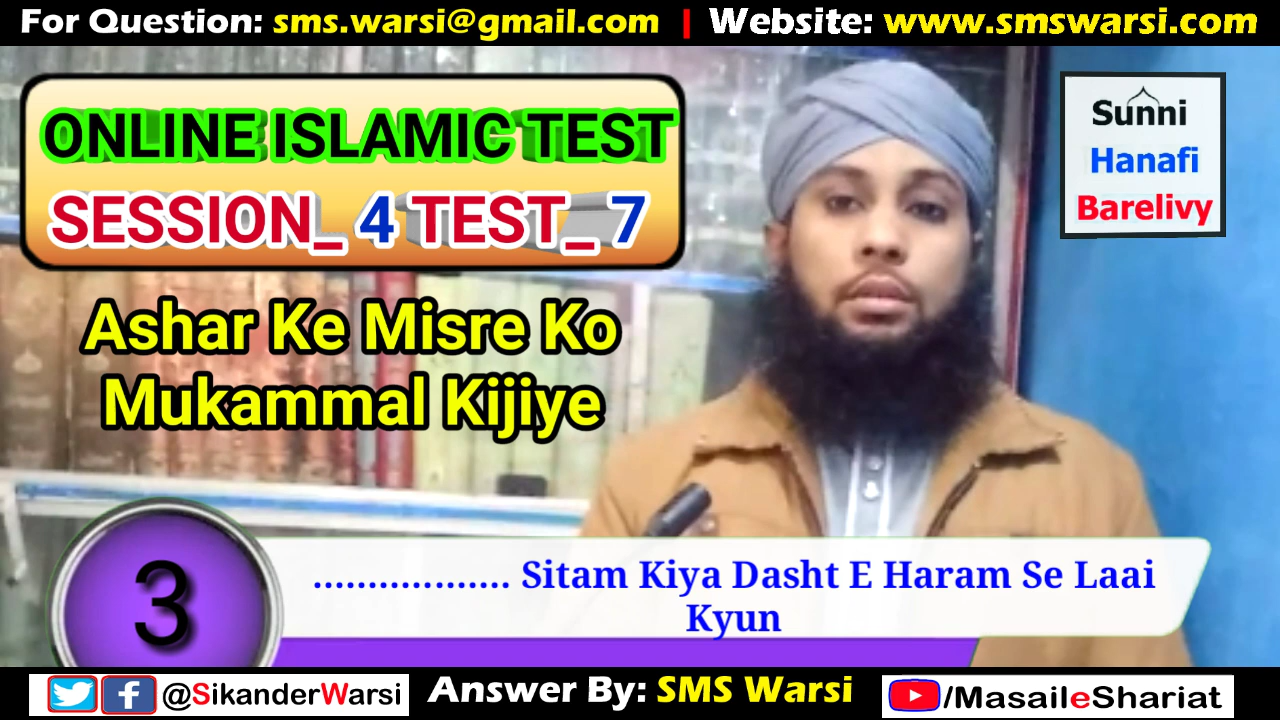 For Question: sms.warsi@gmail.com | Website: www.smswarsi.com
ONLINE ISLAMIC TEST
SESSION_ 4 TEST_ 7
Sunni
Hanafi
Barelivy
Ashar Ke Misre Ko
Mukammal Kijiye
3
.................. Sitam Kiya Dasht E Haram Se Laai
Kyun
@SikanderWarsi Answer By: SMS Warsi /MasaileShariat